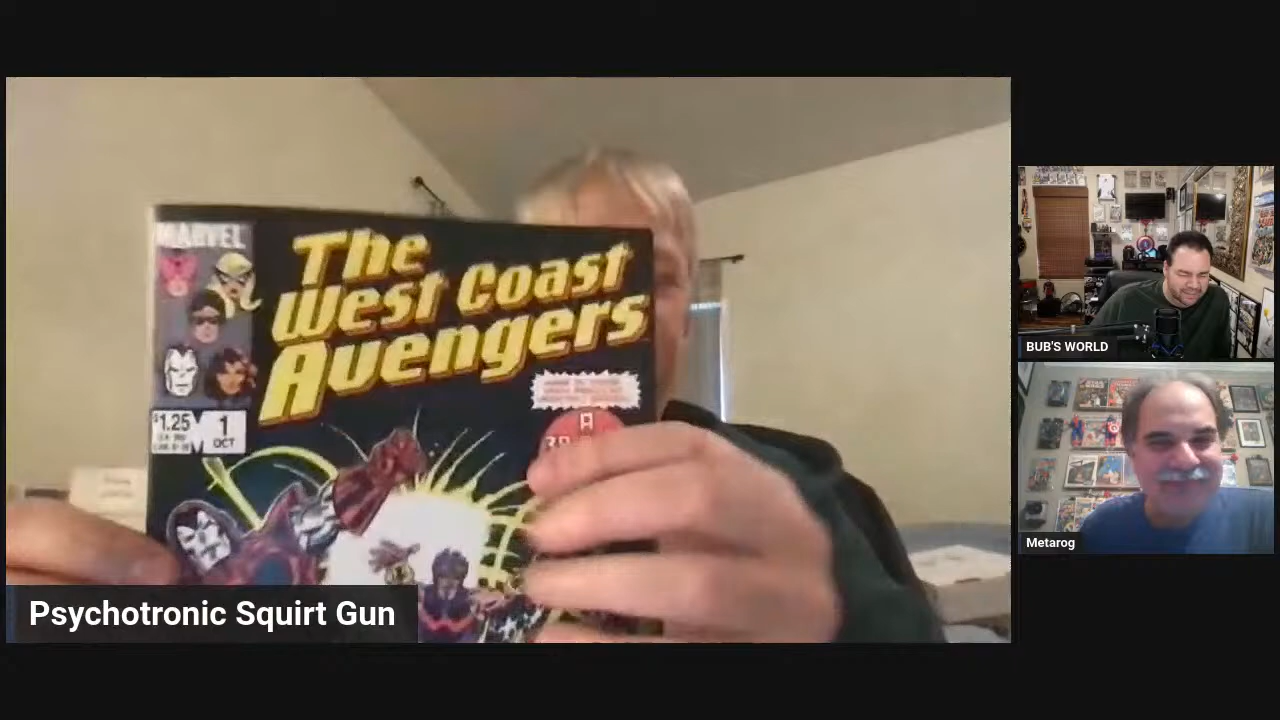 MARVEL
The
West Coast
Avengers
$1.25
1
OCT
A
Psychotronic Squirt Gun
BUB'S WORLD
Metarog